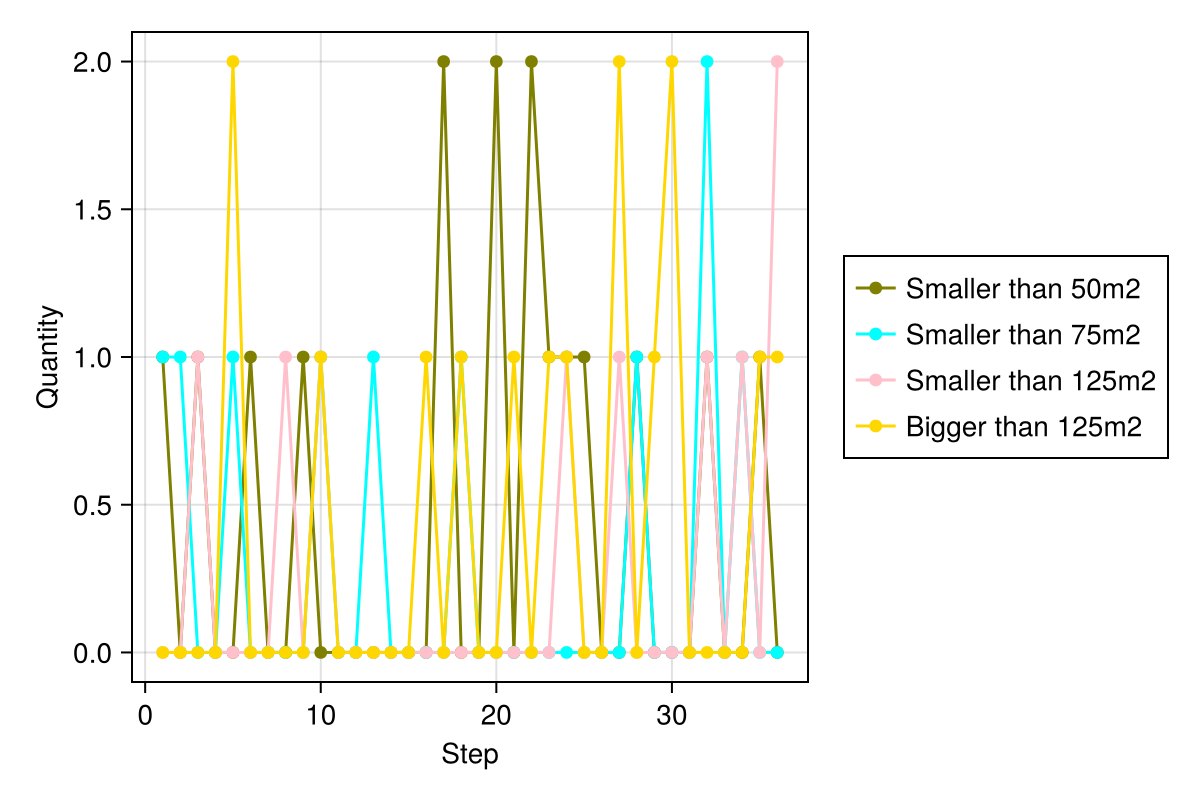 2.0
1.5
1.0
0.5
0.0
Quantity
0 10 20 30
Step
Smaller than 50m2
Smaller than 75m2
Smaller than 125m2
Bigger than 125m2